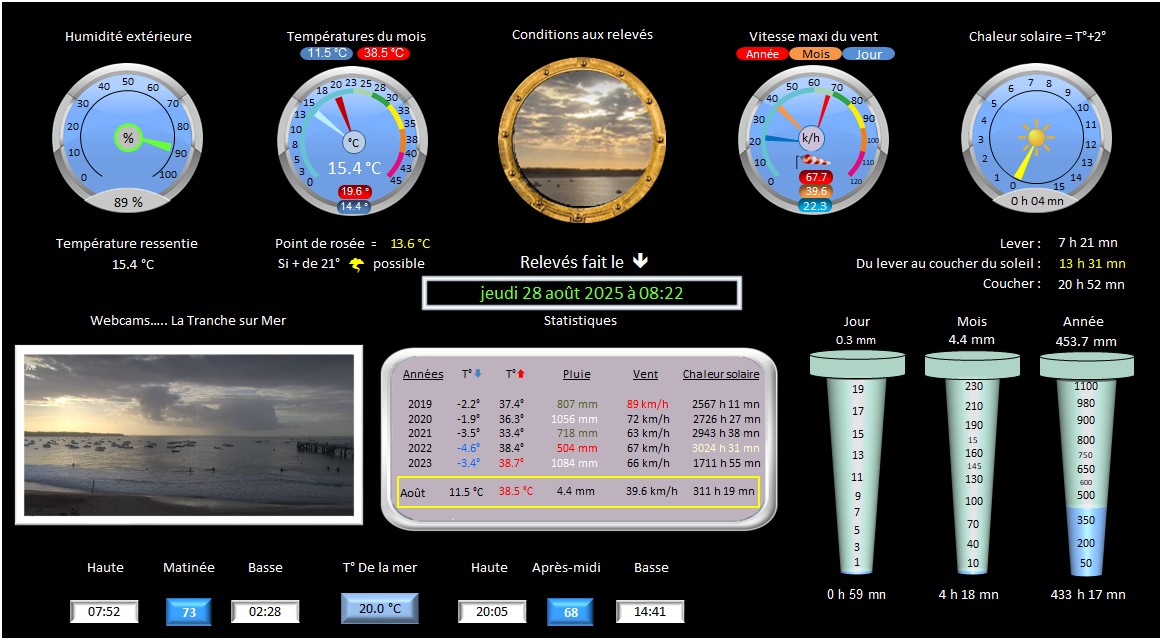 Humidité extérieure
Températures du mois
11.5 °C 38.5 °C
Conditions aux relevés
Vitesse maxi du vent
Année Mois Jour
Chaleur solaire = T°+2°
0 10 20 30 40 50 60 70 80 90 100
%
89 %
0 3 5 8 10 13 15 18 20 23 25 28 30 33 35 38 40 43 45
°C
15.4 °C
19.6 °
14.4 °
0 10 20 30 40 50 60 70 80 90 100 110 120
k/h
67.7
39.6
22.3
0 1 2 3 4 5 6 7 8 9 10 11 12 13 14 15
0 h 04 mn
Température ressentie
15.4 °C
Point de rosée = 13.6 °C
Si + de 21° possible
Relevés fait le
jeudi 28 août 2025 à 08:22
Lever : 7 h 21 mn
Du lever au coucher du soleil : 13 h 31 mn
Coucher : 20 h 52 mn
Webcams..... La Tranche sur Mer
Statistiques
Années T° T° Pluie Vent Chaleur solaire
2019 -2.2° 37.4° 807 mm 89 km/h 2567 h 11 mn
2020 -1.9° 36.3° 1056 mm 72 km/h 2726 h 27 mn
2021 -3.5° 33.4° 718 mm 63 km/h 2943 h 38 mn
2022 -4.6° 38.4° 504 mm 67 km/h 3024 h 31 mn
2023 -3.4° 38.7° 1084 mm 66 km/h 1711 h 55 mn
Août 11.5 °C 38.5 °C 4.4 mm 39.6 km/h 311 h 19 mn
Jour
0.3 mm
19
17
15
13
11
9
7
5
3
1
0 h 59 mn
Mois
4.4 mm
230
210
190
15
160
145
130
100
70
40
10
4 h 18 mn
Année
453.7 mm
1100
980
900
800
750
650
600
500
350
200
50
433 h 17 mn
Haute Matinée Basse T° De la mer Haute Après-midi Basse
07:52 73 02:28 20.0 °C 20:05 68 14:41